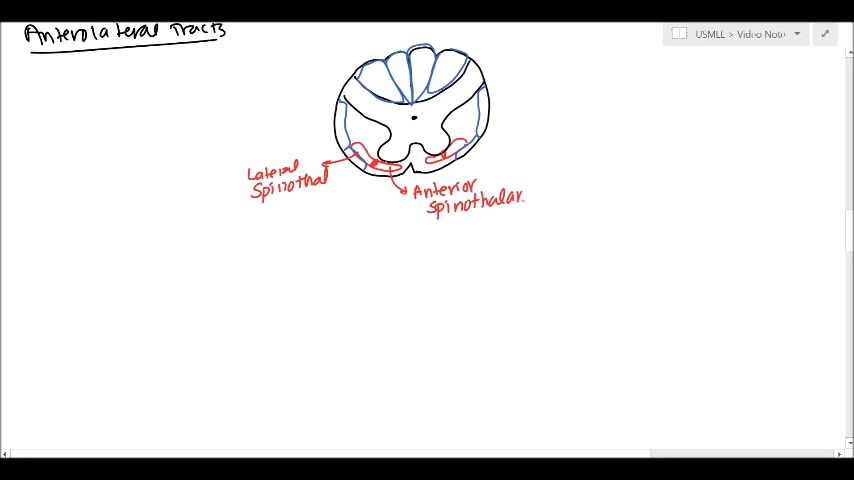 Anterolateral Tracts
USMLE > Video Note
Lateral
Spinothal
Anterior
Spinothalar